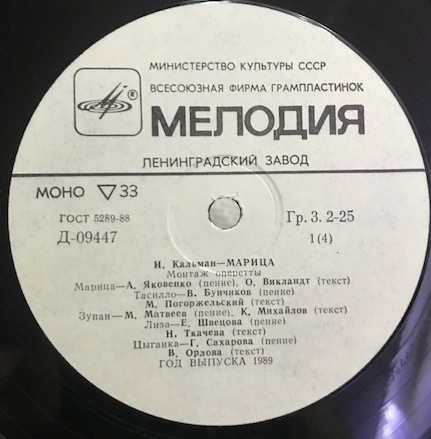 МИНИСТЕРСТВО КУЛЬТУРЫ СССР
ВСЕСОЮЗНАЯ ФИРМА ГРАМПЛАСТИНОК
®
МЕЛОДИЯ
ЛЕНИНГРАДСКИЙ ЗАВОД
МОНО ▽ 33
ГОСТ 5289-88
Гр. 3. 2-25
Д-09447
1 (4)
И. Кальман—МАРИЦА
Монтаж оперетты
Марица—А. Яковенко (пение), О. Викландт (текст)
Тасилло—В. Бунчиков (пение)
М. Погоржельский (текст)
Зупан—М. Матвеев (пение), К. Михайлов (текст)
Лиза—Е. Швецова (пение)
Н. Ткачева (текст)
Цыганка—Г. Сахарова (пение)
В. Орлова (текст)
ГОД ВЫПУСКА 1989